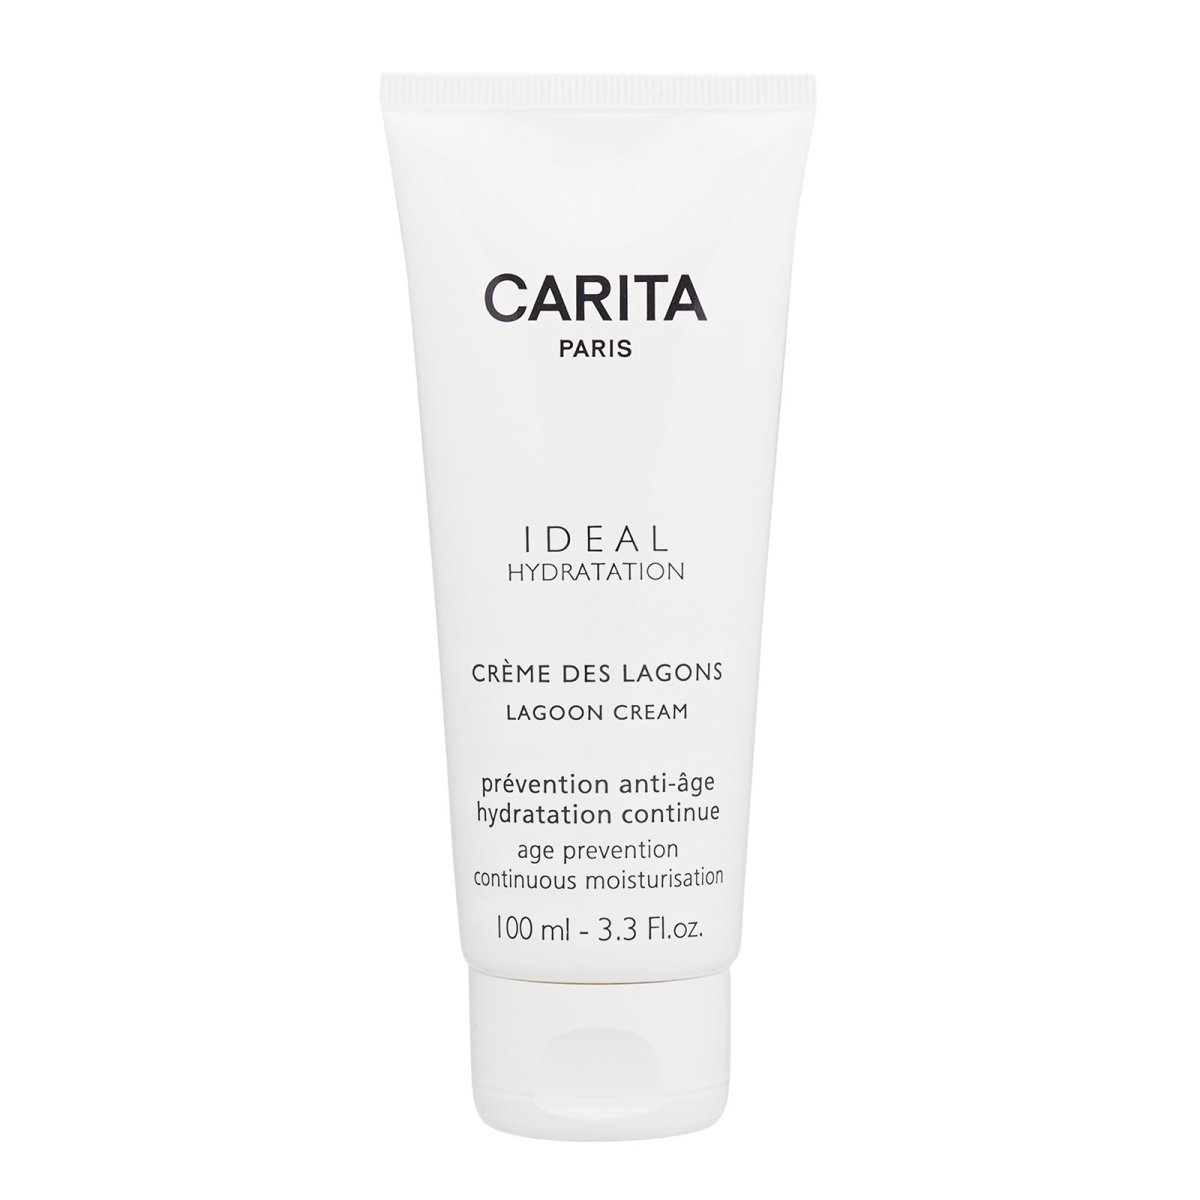 CARITA
PARIS
IDEAL
HYDRATATION
CRÈME DES LAGONS
LAGOON CREAM
prévention anti-âge
hydratation continue
age prevention
continuous moisturisation
100 ml - 3.3 Fl.oz.